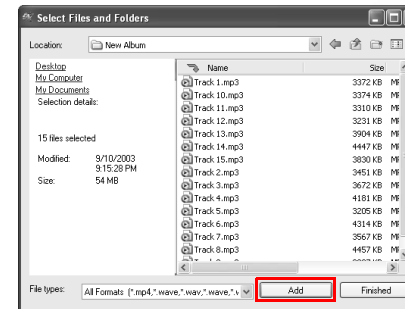 Select Files and Folders
Location: New Album
Desktop
My Computer
My Documents
Selection details:
15 files selected
Modified: 9/10/2003
9:15:28 PM
Size: 54 MB
Name Size
Track 1.mp3 3372 KB
Track 10.mp3 3374 KB
Track 11.mp3 3310 KB
Track 12.mp3 3231 KB
Track 13.mp3 3904 KB
Track 14.mp3 4447 KB
Track 15.mp3 3830 KB
Track 2.mp3 3451 KB
Track 3.mp3 3672 KB
Track 4.mp3 4181 KB
Track 5.mp3 3205 KB
Track 6.mp3 4314 KB
Track 7.mp3 3567 KB
Track 8.mp3 4457 KB
File types: All Formats (*.mp4,*.wave,*.wav,*.wave,*.
Add
Finished